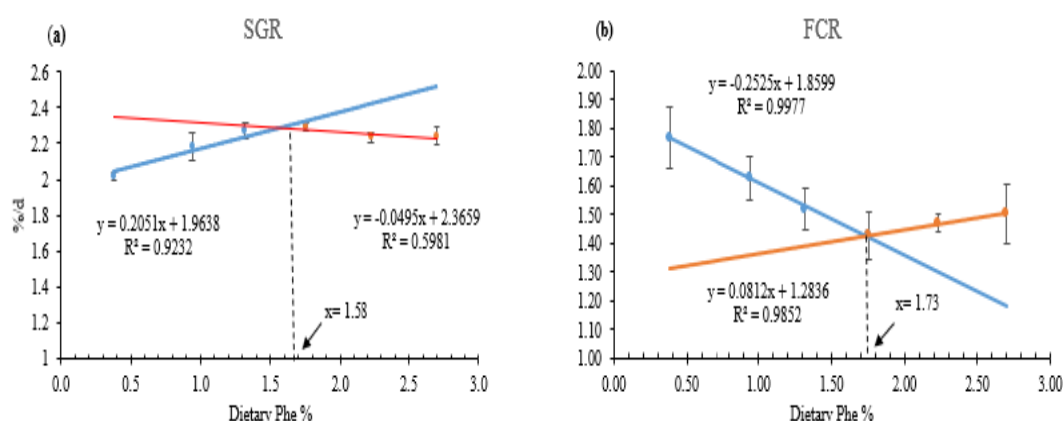 (a)
SGR
2.6
2.4
2.2
2
1.8
1.6
1.4
1.2
1
%/d
y = 0.2051x + 1.9638
R² = 0.9232
y = -0.0495x + 2.3659
R² = 0.5981
x= 1.58
0.0 0.5 1.0 1.5 2.0 2.5 3.0
Dietary Phe %
(b)
FCR
2.00
1.90
1.80
1.70
1.60
1.50
1.40
1.30
1.20
1.10
1.00
y = -0.2525x + 1.8599
R² = 0.9977
y = 0.0812x + 1.2836
R² = 0.9852
x= 1.73
0.00 0.50 1.00 1.50 2.00 2.50 3.00
Dietary Phe %